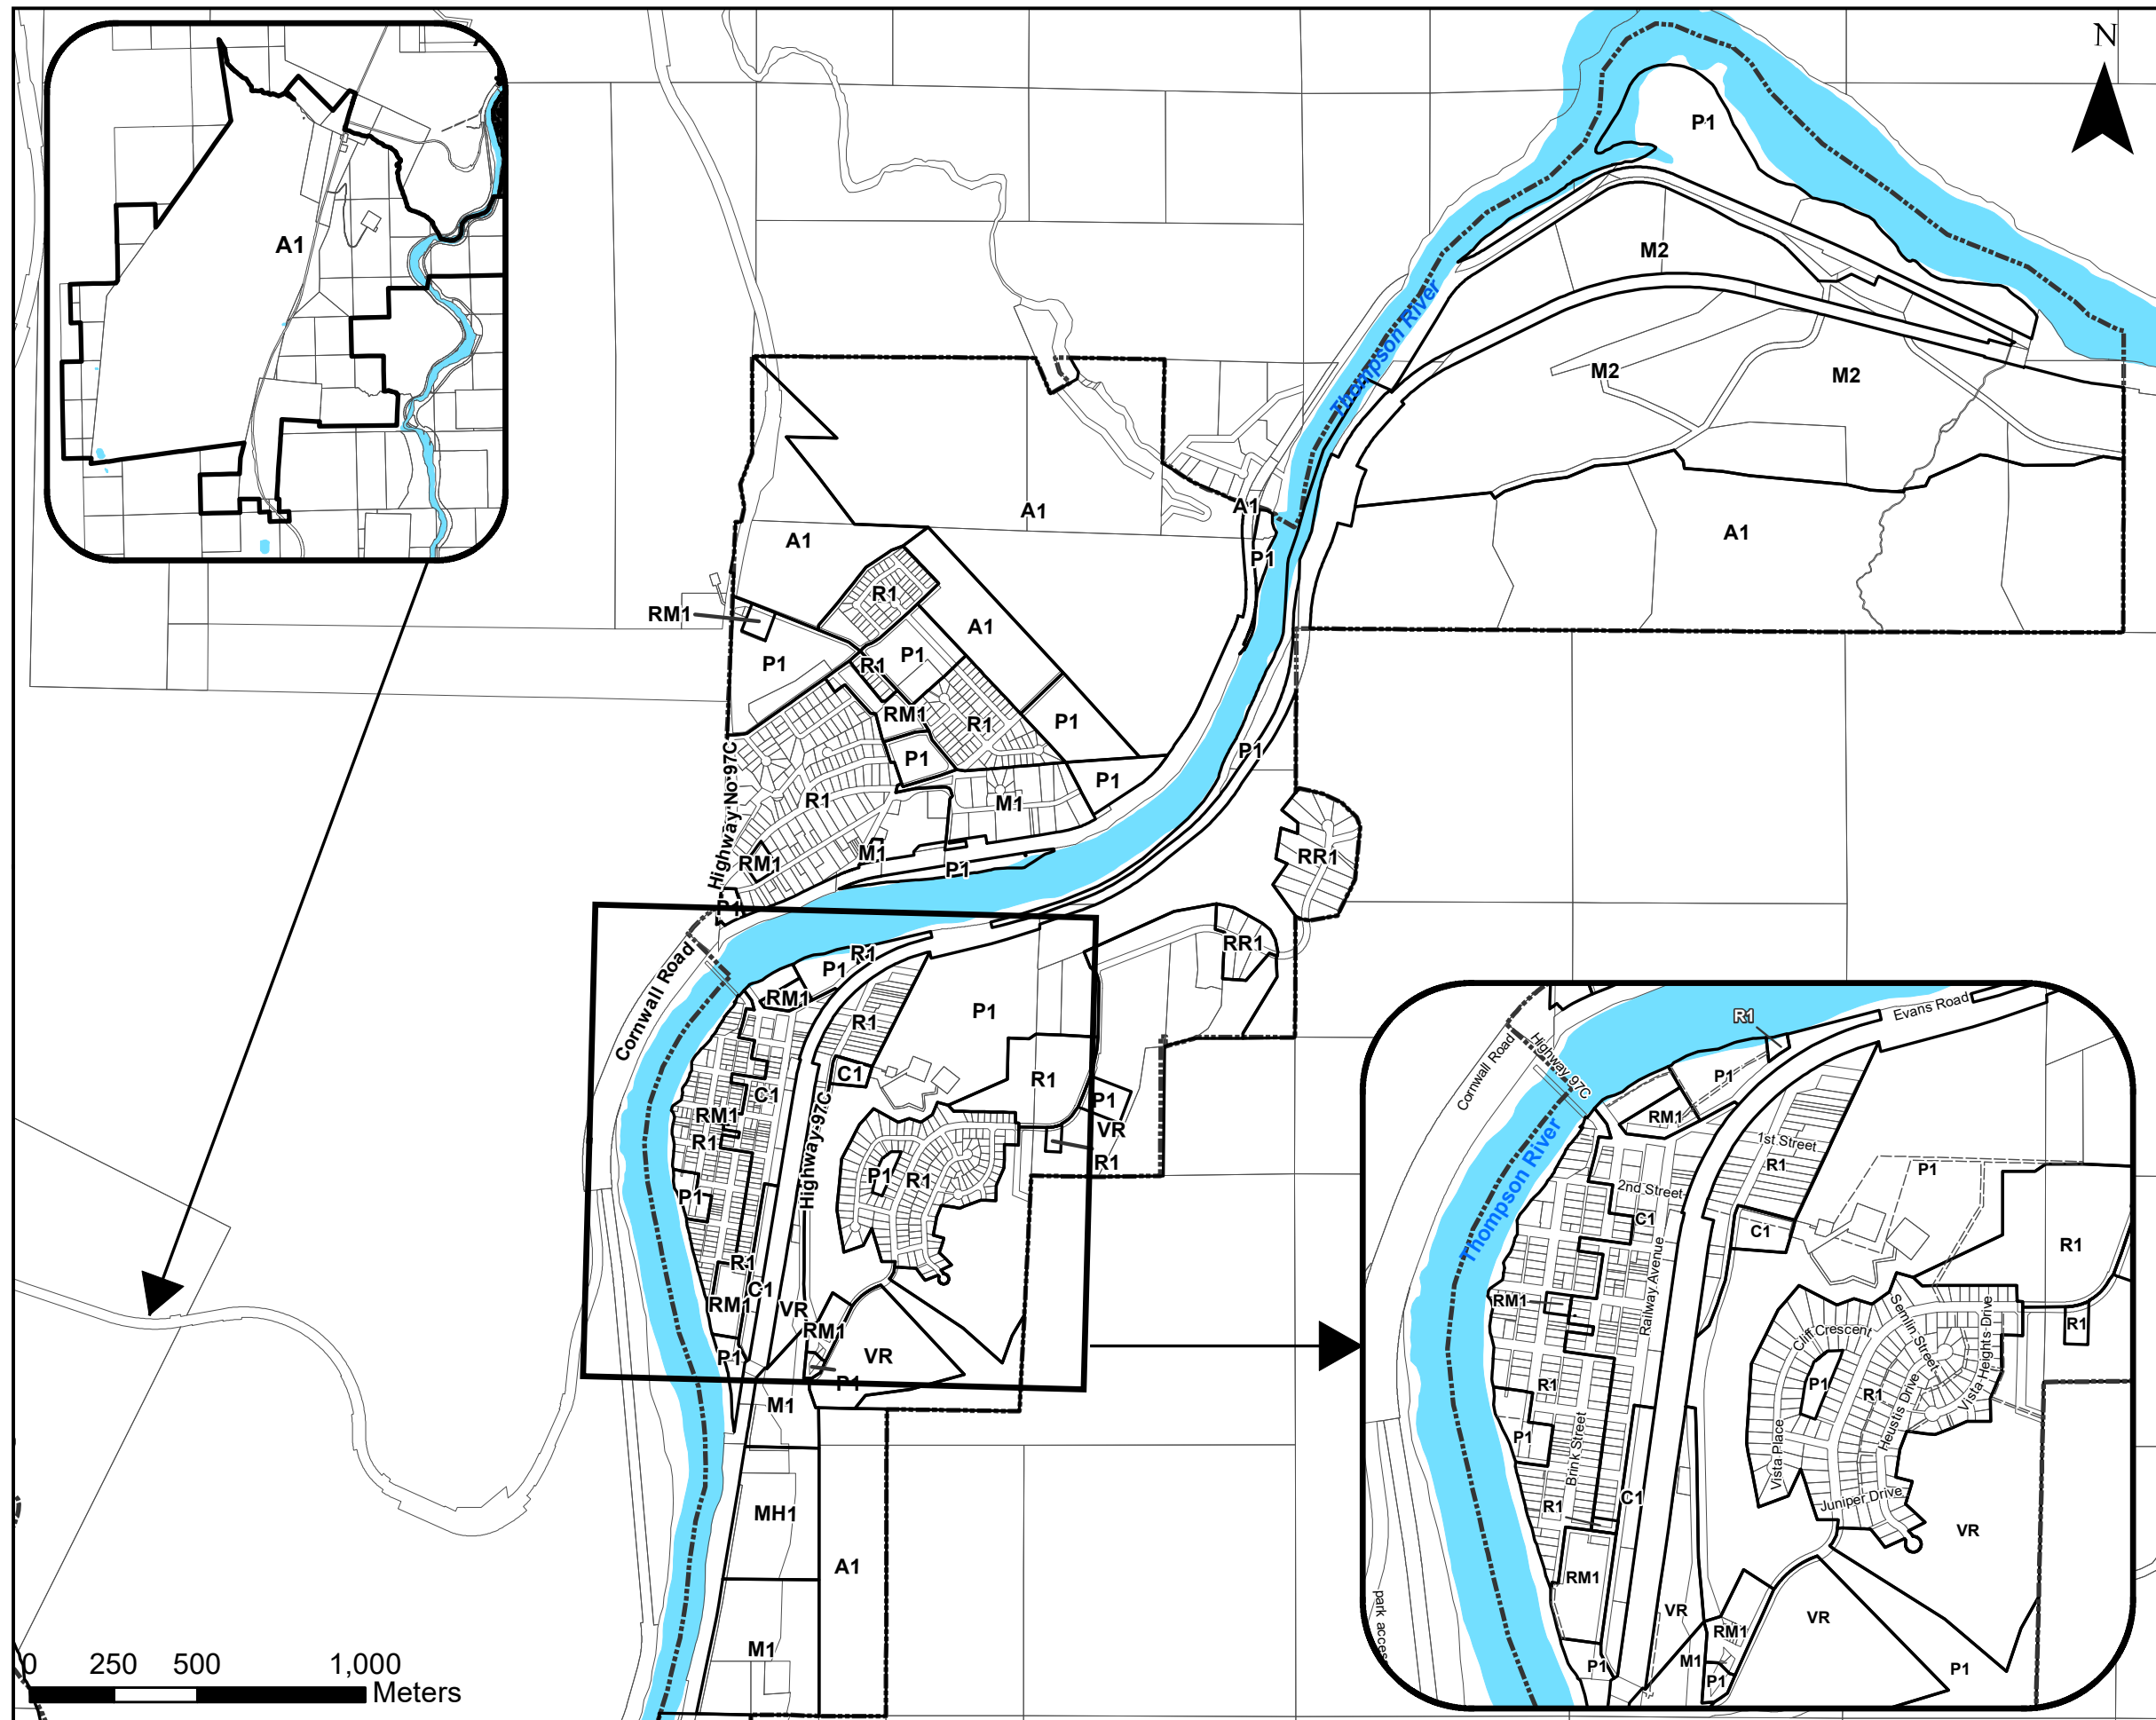 N
A1
P1
M2
M2
M2
Thompson River
A1
A1
A1
A1
P1
R1
RM1
A1
P1
P1
R1
RM1
R1
P1
P1
P1
P1
Highway No 97C
R1
M1
M1
RM1
P1
P1
RR1
RR1
Cornwall Road
R1
P1
RM1
R1
P1
C1
C1
R1
P1
VR
R1
RM1
R1
Highway 97C
P1
R1
P1
R1
C1
RM1
VR
RM1
P1
VR
P1
M1
MH1
A1
M1
0 250 500 1,000
Meters
Evans Road
R1
Highway 97C
Cornwall Road
P1
RM1
1st Street
R1
P1
2nd Street
C1
C1
R1
Thompson River
Railway Avenue
RM1
Semlin Street
Vista Heights Drive
Cliff Crescent
R1
P1
R1
R1
Heustis Drive
P1
Brink Street
Vista Place
Juniper Drive
R1
C1
VR
RM1
VR
VR
RM1
M1
P1
P1
P1
park access